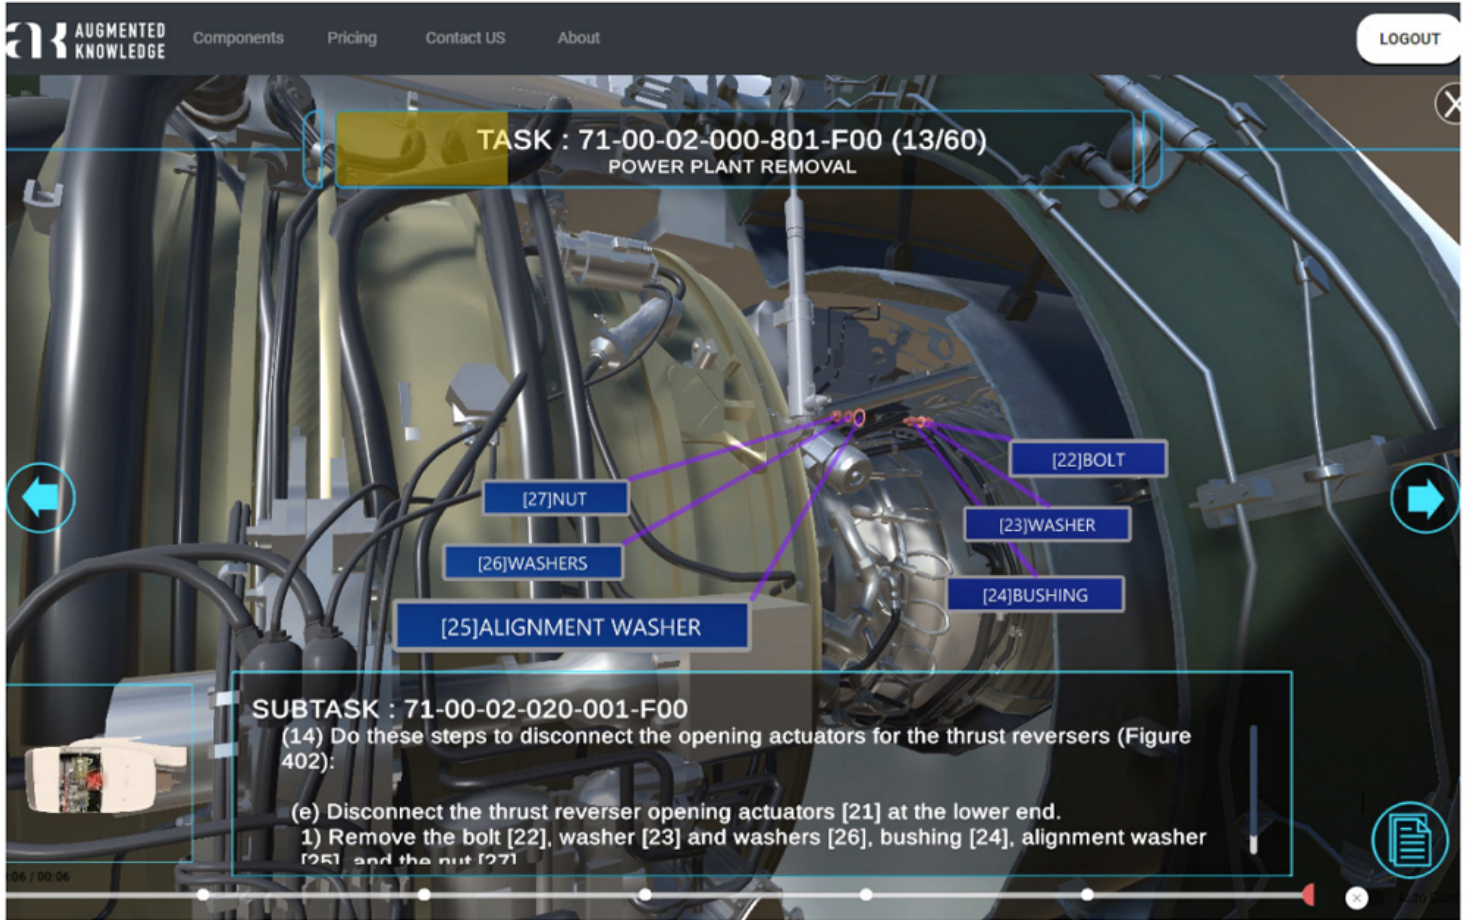 AUGMENTED
KNOWLEDGE
Components Pricing Contact US About
LOGOUT
TASK : 71-00-02-000-801-F00 (13/60)
POWER PLANT REMOVAL
[22]BOLT
[27]NUT
[23]WASHER
[26]WASHERS
[24]BUSHING
[25]ALIGNMENT WASHER
SUBTASK : 71-00-02-020-001-F00
(14) Do these steps to disconnect the opening actuators for the thrust reversers (Figure
402):
(e) Disconnect the thrust reverser opening actuators [21] at the lower end.
1) Remove the bolt [22], washer [23] and washers [26], bushing [24], alignment washer
[25], and the nut [27]
:06 / 00:06
Auto